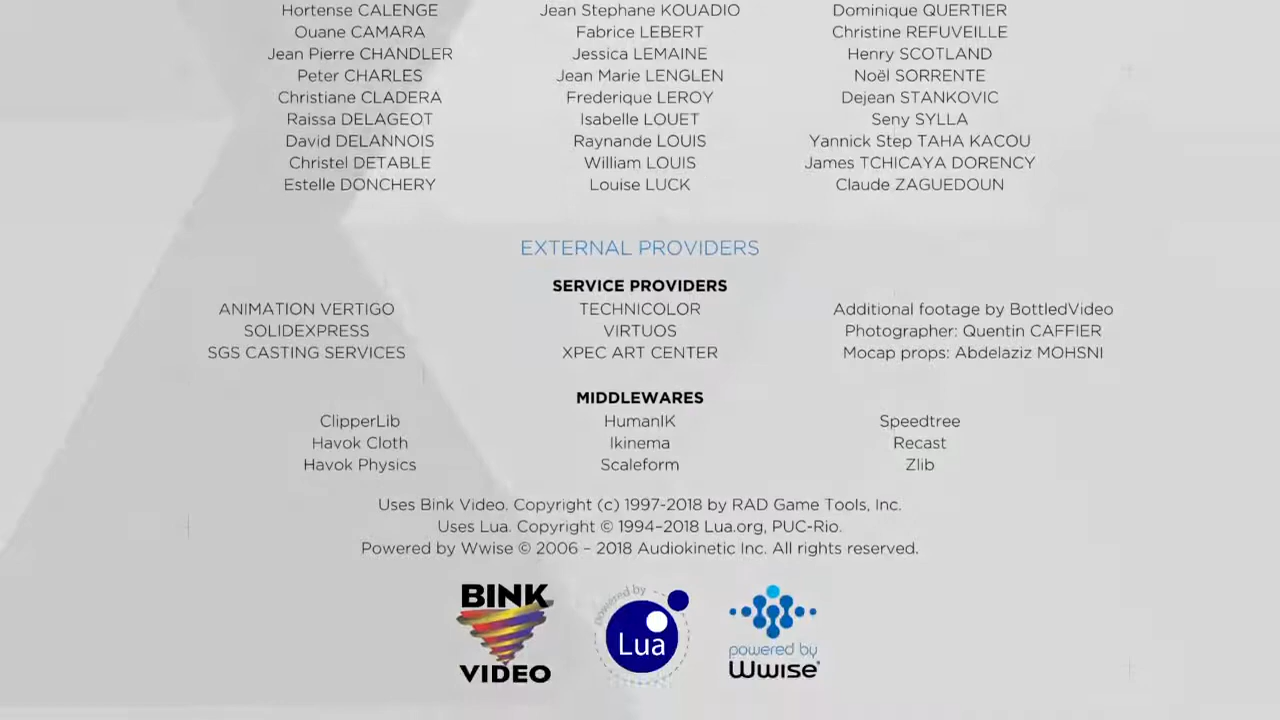 Hortense CALENGE Jean Stephane KOUADIO Dominique QUERTIER
Ouane CAMARA Fabrice LEBERT Christine REFUVEILLE
Jean Pierre CHANDLER Jessica LEMAINE Henry SCOTLAND
Peter CHARLES Jean Marie LENGLEN Noël SORRENTE
Christiane CLADERA Frederique LEROY Dejean STANKOVIC
Raissa DELAGEOT Isabelle LOUET Seny SYLLA
David DELANNOIS Raynande LOUIS Yannick Step TAHA KACOU
Christel DETABLE William LOUIS James TCHICAYA DORENCY
Estelle DONCHERY Louise LUCK Claude ZAGUEDOUN
EXTERNAL PROVIDERS
SERVICE PROVIDERS
ANIMATION VERTIGO TECHNICOLOR Additional footage by BottledVideo
SOLIDEXPRESS VIRTUOS Photographer: Quentin CAFFIER
SGS CASTING SERVICES XPEC ART CENTER Mocap props: Abdelaziz MOHSNI
MIDDLEWARES
ClipperLib HumanIK Speedtree
Havok Cloth Ikinema Recast
Havok Physics Scaleform Zlib
Uses Bink Video. Copyright (c) 1997-2018 by RAD Game Tools, Inc.
Uses Lua. Copyright © 1994–2018 Lua.org, PUC-Rio.
Powered by Wwise © 2006 – 2018 Audiokinetic Inc. All rights reserved.
BINK
VIDEO
Powered by
Lua
powered by
Wwise